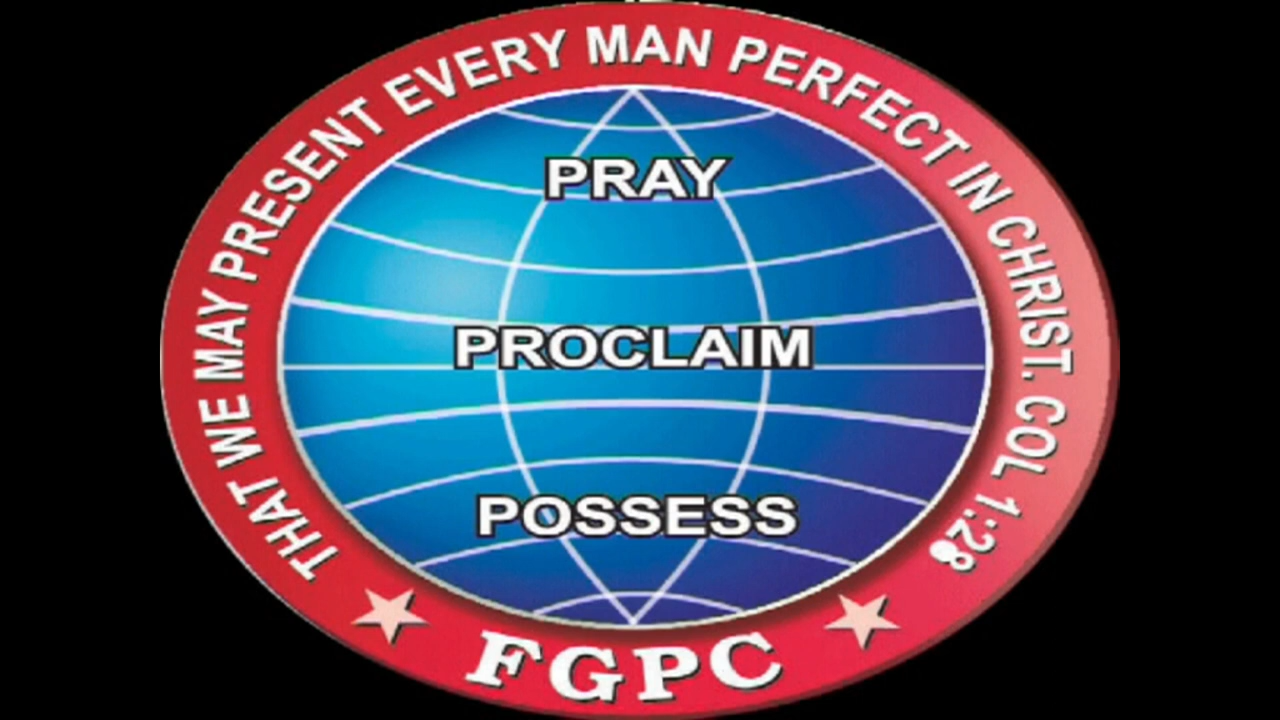 THAT WE MAY PRESENT EVERY MAN PERFECT IN CHRIST. COL 1:28
PRAY
PROCLAIM
POSSESS
FGPC